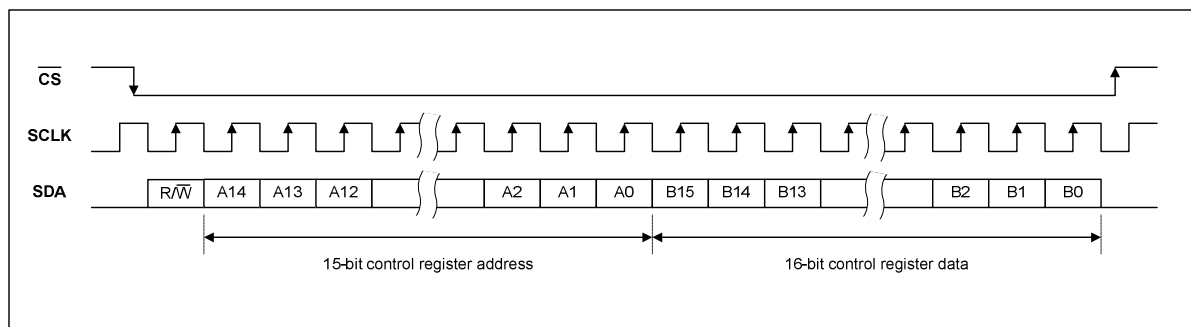 CS
SCLK
SDA R/W A14 A13 A12 A2 A1 A0 B15 B14 B13 B2 B1 B0
15-bit control register address 16-bit control register data